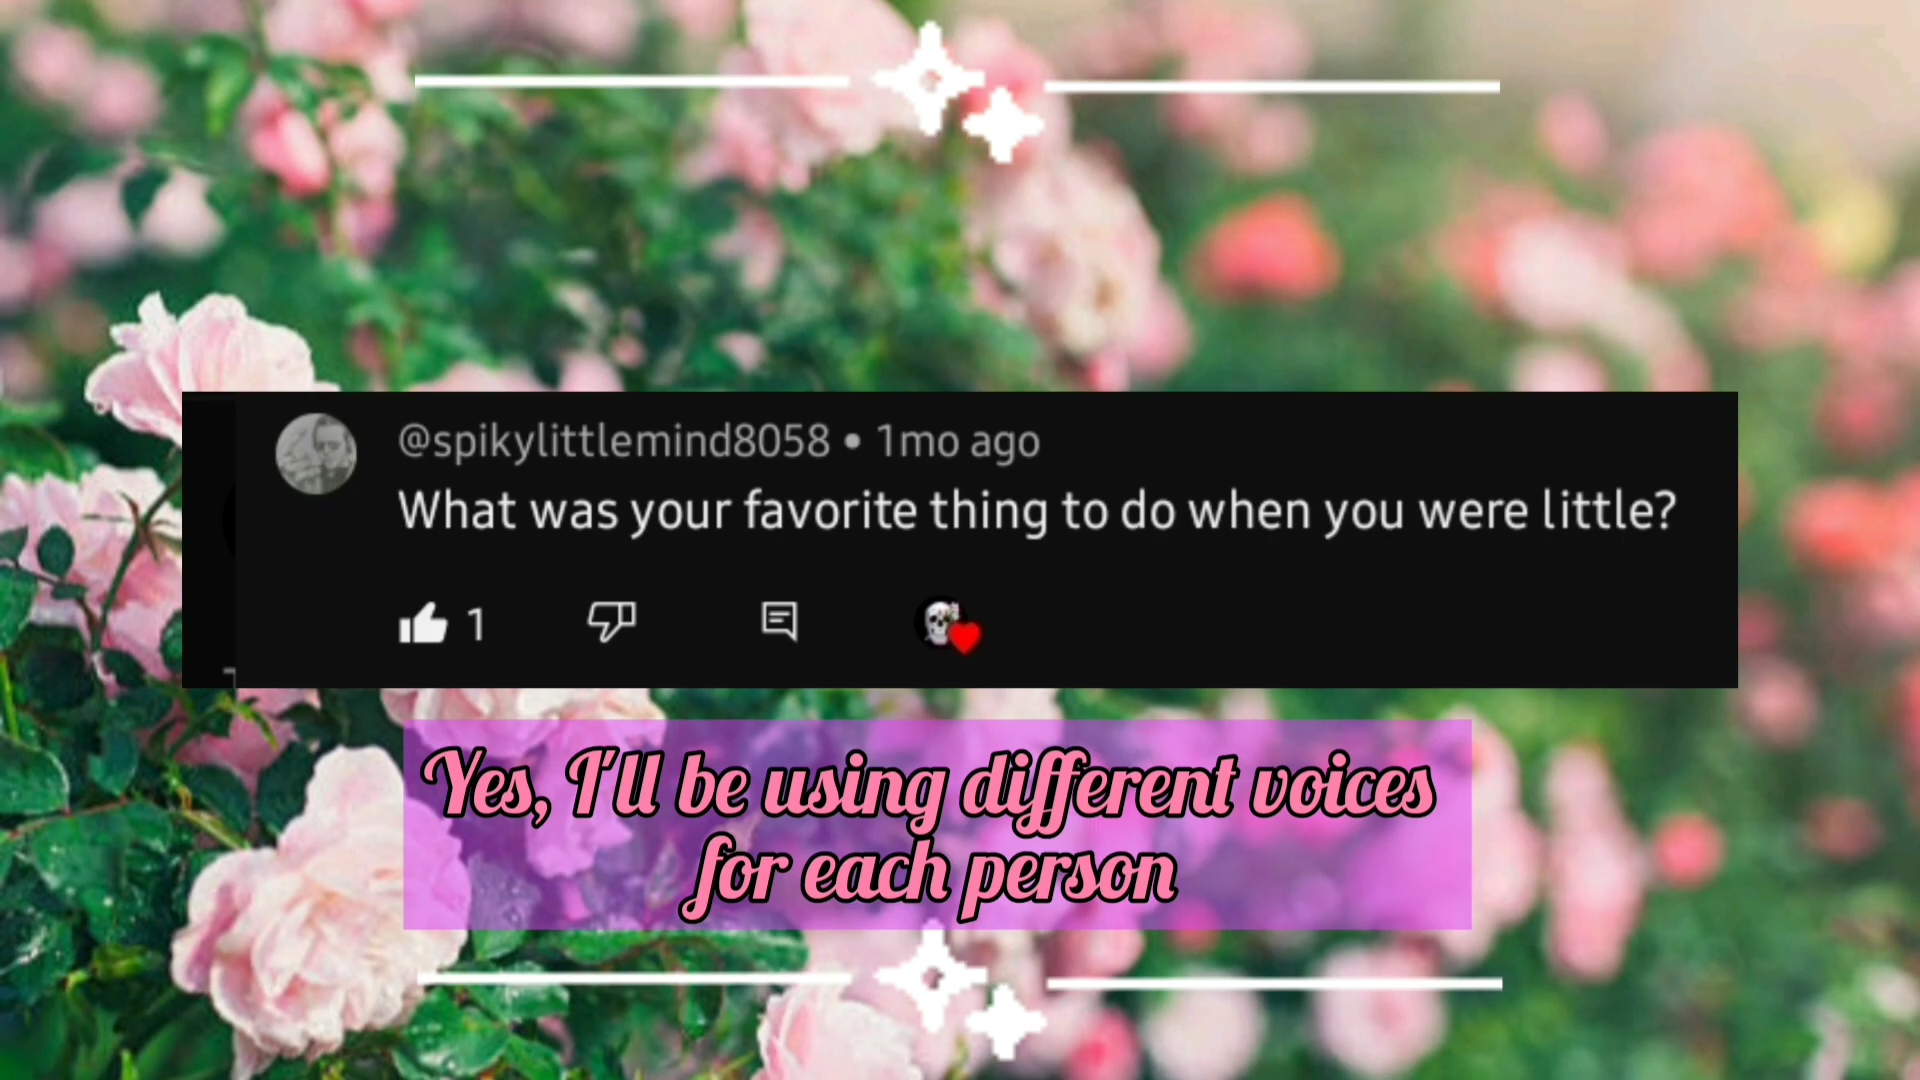 @spikylittlemind8058 • 1mo ago
What was your favorite thing to do when you were little?
1
Yes, I'll be using different voices
for each person